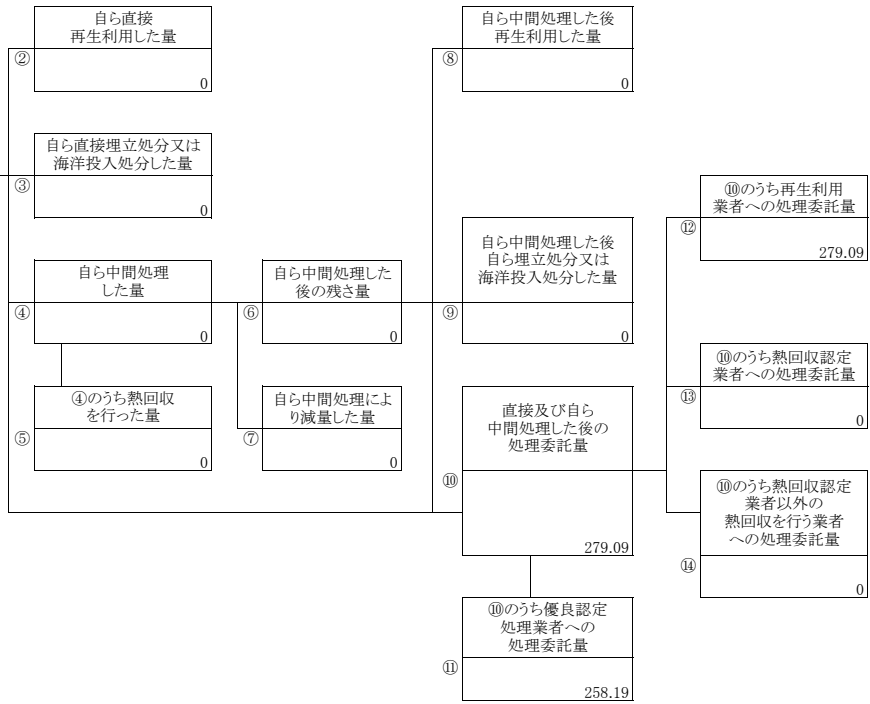 自ら直接
再生利用した量
②
0
自ら直接埋立処分又は
海洋投入処分した量
③
0
自ら中間処理
した量
④
0
④のうち熱回収
を行った量
⑤
0
自ら中間処理した
後の残さ量
⑥
0
自ら中間処理によ
り減量した量
⑦
0
自ら中間処理した後
再生利用した量
⑧
0
自ら中間処理した後
自ら埋立処分又は
海洋投入処分した量
⑨
0
直接及び自ら
中間処理した後の
処理委託量
⑩
279.09
⑩のうち優良認定
処理業者への
処理委託量
⑪
258.19
⑩のうち再生利用
業者への処理委託量
⑫
279.09
⑩のうち熱回収認定
業者への処理委託量
⑬
0
⑩のうち熱回収認定
業者以外の
熱回収を行う業者
への処理委託量
⑭
0